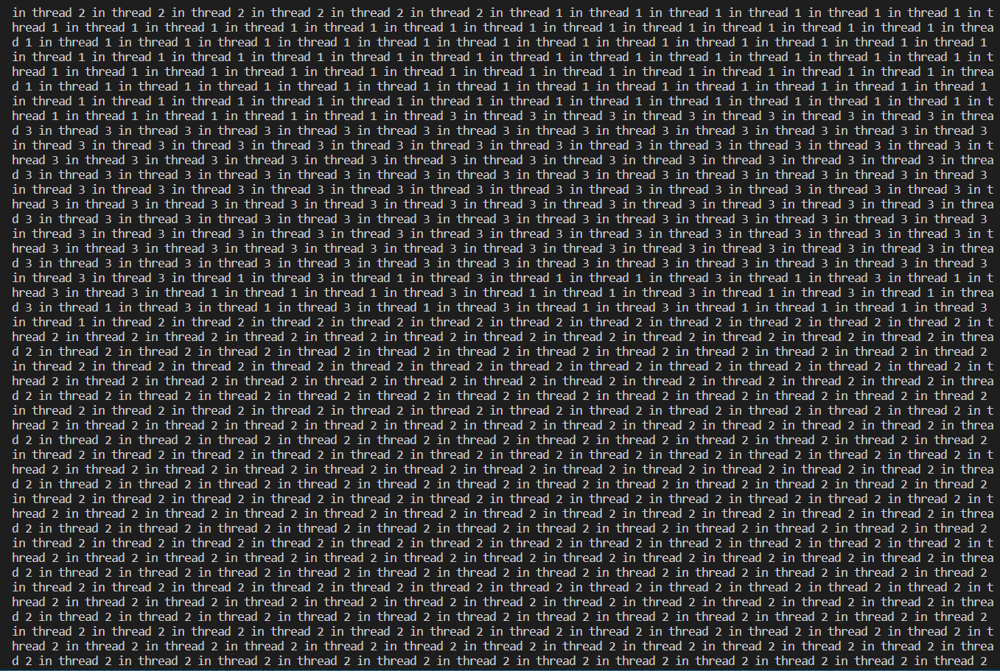 in thread 2 in thread 2 in thread 2 in thread 2 in thread 2 in thread 2 in thread 1 in thread 1 in thread 1 in thread 1 in thread 1 in thread 1 in t
hread 1 in thread 1 in thread 1 in thread 1 in thread 1 in thread 1 in thread 1 in thread 1 in thread 1 in thread 1 in thread 1 in thread 1 in threa
d 1 in thread 1 in thread 1 in thread 1 in thread 1 in thread 1 in thread 1 in thread 1 in thread 1 in thread 1 in thread 1 in thread 1 in thread 1
in thread 1 in thread 1 in thread 1 in thread 1 in thread 1 in thread 1 in thread 1 in thread 1 in thread 1 in thread 1 in thread 1 in thread 1 in t
hread 1 in thread 1 in thread 1 in thread 1 in thread 1 in thread 1 in thread 1 in thread 1 in thread 1 in thread 1 in thread 1 in thread 1 in threa
d 1 in thread 1 in thread 1 in thread 1 in thread 1 in thread 1 in thread 1 in thread 1 in thread 1 in thread 1 in thread 1 in thread 1 in thread 1
in thread 1 in thread 1 in thread 1 in thread 1 in thread 1 in thread 1 in thread 1 in thread 1 in thread 1 in thread 1 in thread 1 in thread 1 in t
hread 1 in thread 1 in thread 1 in thread 1 in thread 1 in thread 3 in thread 3 in thread 3 in thread 3 in thread 3 in thread 3 in thread 3 in threa
d 3 in thread 3 in thread 3 in thread 3 in thread 3 in thread 3 in thread 3 in thread 3 in thread 3 in thread 3 in thread 3 in thread 3 in thread 3
in thread 3 in thread 3 in thread 3 in thread 3 in thread 3 in thread 3 in thread 3 in thread 3 in thread 3 in thread 3 in thread 3 in thread 3 in t
hread 3 in thread 3 in thread 3 in thread 3 in thread 3 in thread 3 in thread 3 in thread 3 in thread 3 in thread 3 in thread 3 in thread 3 in threa
d 3 in thread 3 in thread 3 in thread 3 in thread 3 in thread 3 in thread 3 in thread 3 in thread 3 in thread 3 in thread 3 in thread 3 in thread 3
in thread 3 in thread 3 in thread 3 in thread 3 in thread 3 in thread 3 in thread 3 in thread 3 in thread 3 in thread 3 in thread 3 in thread 3 in t
hread 3 in thread 3 in thread 3 in thread 3 in thread 3 in thread 3 in thread 3 in thread 3 in thread 3 in thread 3 in thread 3 in thread 3 in threa
d 3 in thread 3 in thread 3 in thread 3 in thread 3 in thread 3 in thread 3 in thread 3 in thread 3 in thread 3 in thread 3 in thread 3 in thread 3
in thread 3 in thread 3 in thread 3 in thread 3 in thread 3 in thread 3 in thread 3 in thread 3 in thread 3 in thread 3 in thread 3 in thread 3 in t
hread 3 in thread 3 in thread 3 in thread 3 in thread 3 in thread 3 in thread 3 in thread 3 in thread 3 in thread 3 in thread 3 in thread 3 in threa
d 3 in thread 3 in thread 3 in thread 3 in thread 3 in thread 3 in thread 3 in thread 3 in thread 3 in thread 3 in thread 3 in thread 3 in thread 3
in thread 3 in thread 3 in thread 1 in thread 3 in thread 1 in thread 3 in thread 1 in thread 1 in thread 3 in thread 1 in thread 3 in thread 1 in t
hread 3 in thread 3 in thread 1 in thread 1 in thread 1 in thread 3 in thread 1 in thread 1 in thread 3 in thread 1 in thread 3 in thread 1 in threa
d 3 in thread 1 in thread 3 in thread 1 in thread 3 in thread 1 in thread 3 in thread 1 in thread 3 in thread 1 in thread 1 in thread 1 in thread 3
in thread 1 in thread 2 in thread 2 in thread 2 in thread 2 in thread 2 in thread 2 in thread 2 in thread 2 in thread 2 in thread 2 in thread 2 in t
hread 2 in thread 2 in thread 2 in thread 2 in thread 2 in thread 2 in thread 2 in thread 2 in thread 2 in thread 2 in thread 2 in thread 2 in threa
d 2 in thread 2 in thread 2 in thread 2 in thread 2 in thread 2 in thread 2 in thread 2 in thread 2 in thread 2 in thread 2 in thread 2 in thread 2
in thread 2 in thread 2 in thread 2 in thread 2 in thread 2 in thread 2 in thread 2 in thread 2 in thread 2 in thread 2 in thread 2 in thread 2 in t
hread 2 in thread 2 in thread 2 in thread 2 in thread 2 in thread 2 in thread 2 in thread 2 in thread 2 in thread 2 in thread 2 in thread 2 in threa
d 2 in thread 2 in thread 2 in thread 2 in thread 2 in thread 2 in thread 2 in thread 2 in thread 2 in thread 2 in thread 2 in thread 2 in thread 2
in thread 2 in thread 2 in thread 2 in thread 2 in thread 2 in thread 2 in thread 2 in thread 2 in thread 2 in thread 2 in thread 2 in thread 2 in t
hread 2 in thread 2 in thread 2 in thread 2 in thread 2 in thread 2 in thread 2 in thread 2 in thread 2 in thread 2 in thread 2 in thread 2 in threa
d 2 in thread 2 in thread 2 in thread 2 in thread 2 in thread 2 in thread 2 in thread 2 in thread 2 in thread 2 in thread 2 in thread 2 in thread 2
in thread 2 in thread 2 in thread 2 in thread 2 in thread 2 in thread 2 in thread 2 in thread 2 in thread 2 in thread 2 in thread 2 in thread 2 in t
hread 2 in thread 2 in thread 2 in thread 2 in thread 2 in thread 2 in thread 2 in thread 2 in thread 2 in thread 2 in thread 2 in thread 2 in threa
d 2 in thread 2 in thread 2 in thread 2 in thread 2 in thread 2 in thread 2 in thread 2 in thread 2 in thread 2 in thread 2 in thread 2 in thread 2
in thread 2 in thread 2 in thread 2 in thread 2 in thread 2 in thread 2 in thread 2 in thread 2 in thread 2 in thread 2 in thread 2 in thread 2 in t
hread 2 in thread 2 in thread 2 in thread 2 in thread 2 in thread 2 in thread 2 in thread 2 in thread 2 in thread 2 in thread 2 in thread 2 in threa
d 2 in thread 2 in thread 2 in thread 2 in thread 2 in thread 2 in thread 2 in thread 2 in thread 2 in thread 2 in thread 2 in thread 2 in thread 2
in thread 2 in thread 2 in thread 2 in thread 2 in thread 2 in thread 2 in thread 2 in thread 2 in thread 2 in thread 2 in thread 2 in thread 2 in t
hread 2 in thread 2 in thread 2 in thread 2 in thread 2 in thread 2 in thread 2 in thread 2 in thread 2 in thread 2 in thread 2 in thread 2 in threa
d 2 in thread 2 in thread 2 in thread 2 in thread 2 in thread 2 in thread 2 in thread 2 in thread 2 in thread 2 in thread 2 in thread 2 in thread 2
in thread 2 in thread 2 in thread 2 in thread 2 in thread 2 in thread 2 in thread 2 in thread 2 in thread 2 in thread 2 in thread 2 in thread 2 in t
hread 2 in thread 2 in thread 2 in thread 2 in thread 2 in thread 2 in thread 2 in thread 2 in thread 2 in thread 2 in thread 2 in thread 2 in threa
d 2 in thread 2 in thread 2 in thread 2 in thread 2 in thread 2 in thread 2 in thread 2 in thread 2 in thread 2 in thread 2 in thread 2 in thread 2
in thread 2 in thread 2 in thread 2 in thread 2 in thread 2 in thread 2 in thread 2 in thread 2 in thread 2 in thread 2 in thread 2 in thread 2 in t
hread 2 in thread 2 in thread 2 in thread 2 in thread 2 in thread 2 in thread 2 in thread 2 in thread 2 in thread 2 in thread 2 in thread 2 in threa
d 2 in thread 2 in thread 2 in thread 2 in thread 2 in thread 2 in thread 2 in thread 2 in thread 2 in thread 2 in thread 2 in thread 2 in thread 2